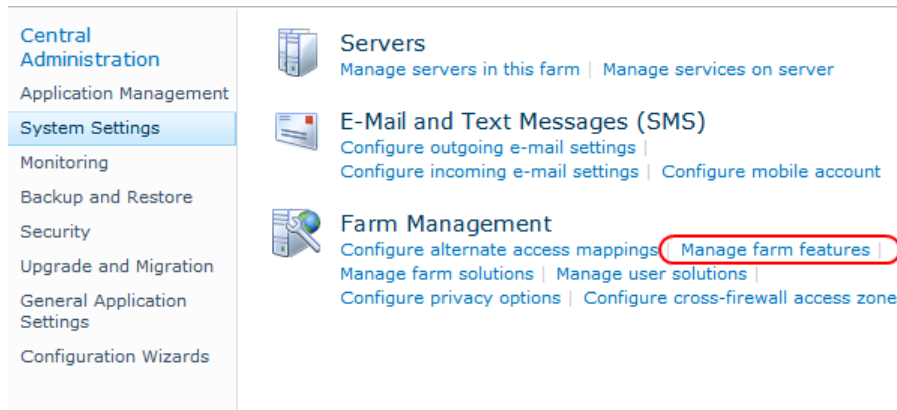 Central
Administration
Application Management
System Settings
Monitoring
Backup and Restore
Security
Upgrade and Migration
General Application
Settings
Configuration Wizards
Servers
Manage servers in this farm | Manage services on server
E-Mail and Text Messages (SMS)
Configure outgoing e-mail settings |
Configure incoming e-mail settings | Configure mobile account
Farm Management
Configure alternate access mappings | Manage farm features |
Manage farm solutions | Manage user solutions |
Configure privacy options | Configure cross-firewall access zone